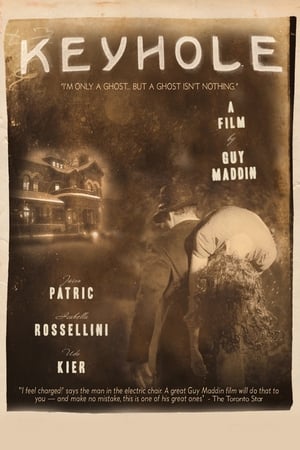 KEYHOLE
"I'M ONLY A GHOST... BUT A GHOST ISN'T NOTHING."
A
FILM
by
GUY
MADDIN
Jason
PATRIC
Isabella
ROSSELLINI
Udo
KIER
"I feel charged!' says the man in the electric chair. A great Guy Maddin film will do that to
you — and make no mistake, this is one of his great ones" - The Toronto Star